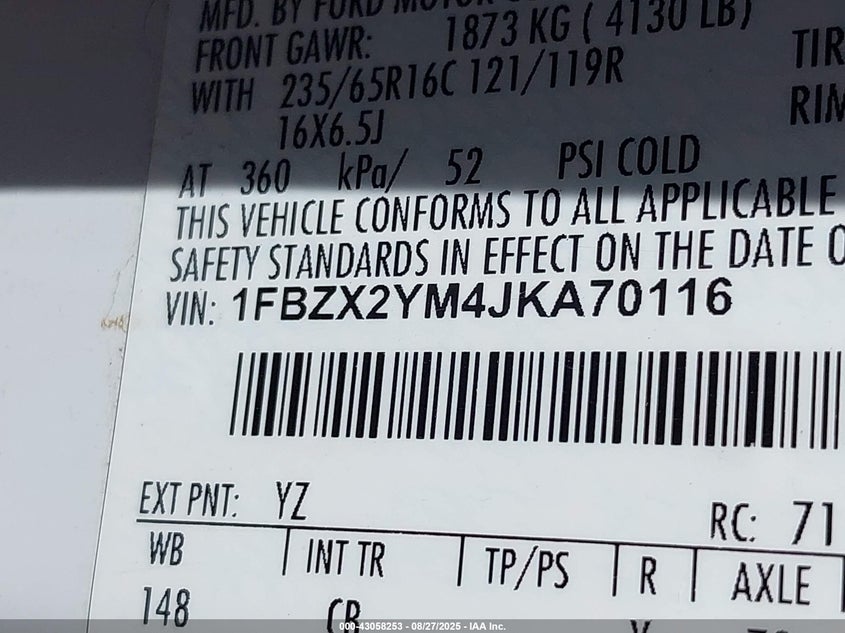 MFD. BY FORD MOTOR
FRONT GAWR: 1873 KG ( 4130 LB)
WITH 235/65R16C 121/119R TIR
16X6.5J RIM
AT 360 kPa/ 52 PSI COLD
THIS VEHICLE CONFORMS TO ALL APPLICABLE
SAFETY STANDARDS IN EFFECT ON THE DATE O
VIN: 1FBZX2YM4JKA70116
EXT PNT: YZ RC: 71
WB INT TR TP/PS R AXLE
148 CB
000-43058253 - 08/27/2025 - IAA Inc.